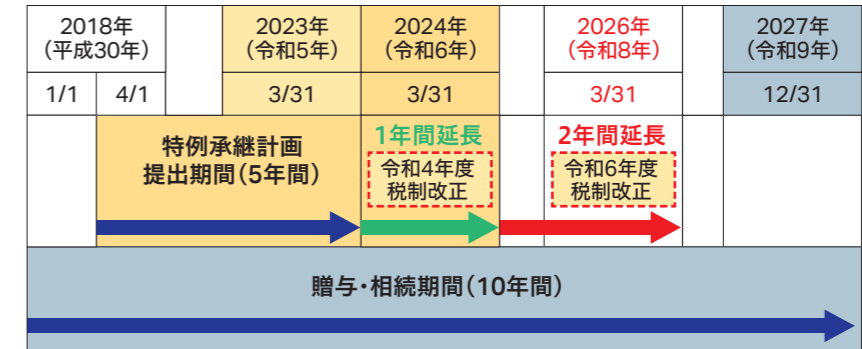 2018年
(平成30年)
2023年
(令和5年)
2024年
(令和6年)
2026年
(令和8年)
2027年
(令和9年)
1/1
4/1
3/31
3/31
3/31
12/31
特例承継計画
提出期間(5年間)
1年間延長
令和4年度
税制改正
2年間延長
令和6年度
税制改正
贈与・相続期間(10年間)